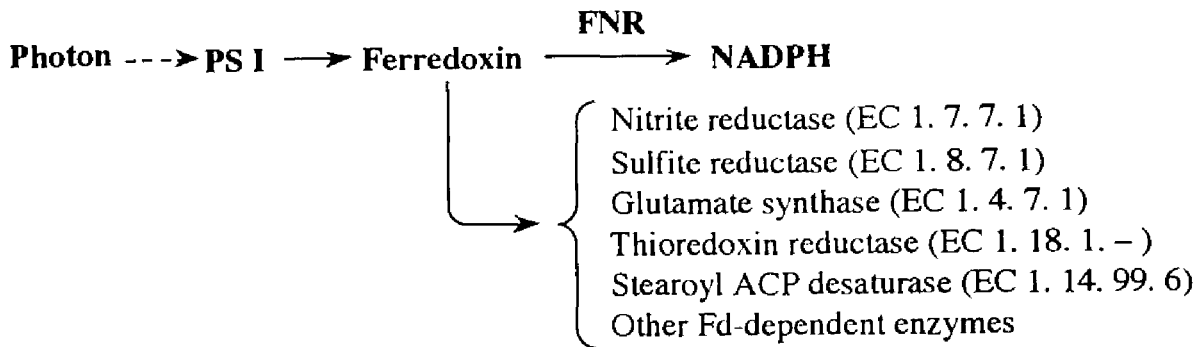 FNR
Photon ---> PS I → Ferredoxin → NADPH
Nitrite reductase (EC 1. 7. 7. 1)
Sulfite reductase (EC 1. 8. 7. 1)
Glutamate synthase (EC 1. 4. 7. 1)
Thioredoxin reductase (EC 1. 18. 1. – )
Stearoyl ACP desaturase (EC 1. 14. 99. 6)
Other Fd-dependent enzymes